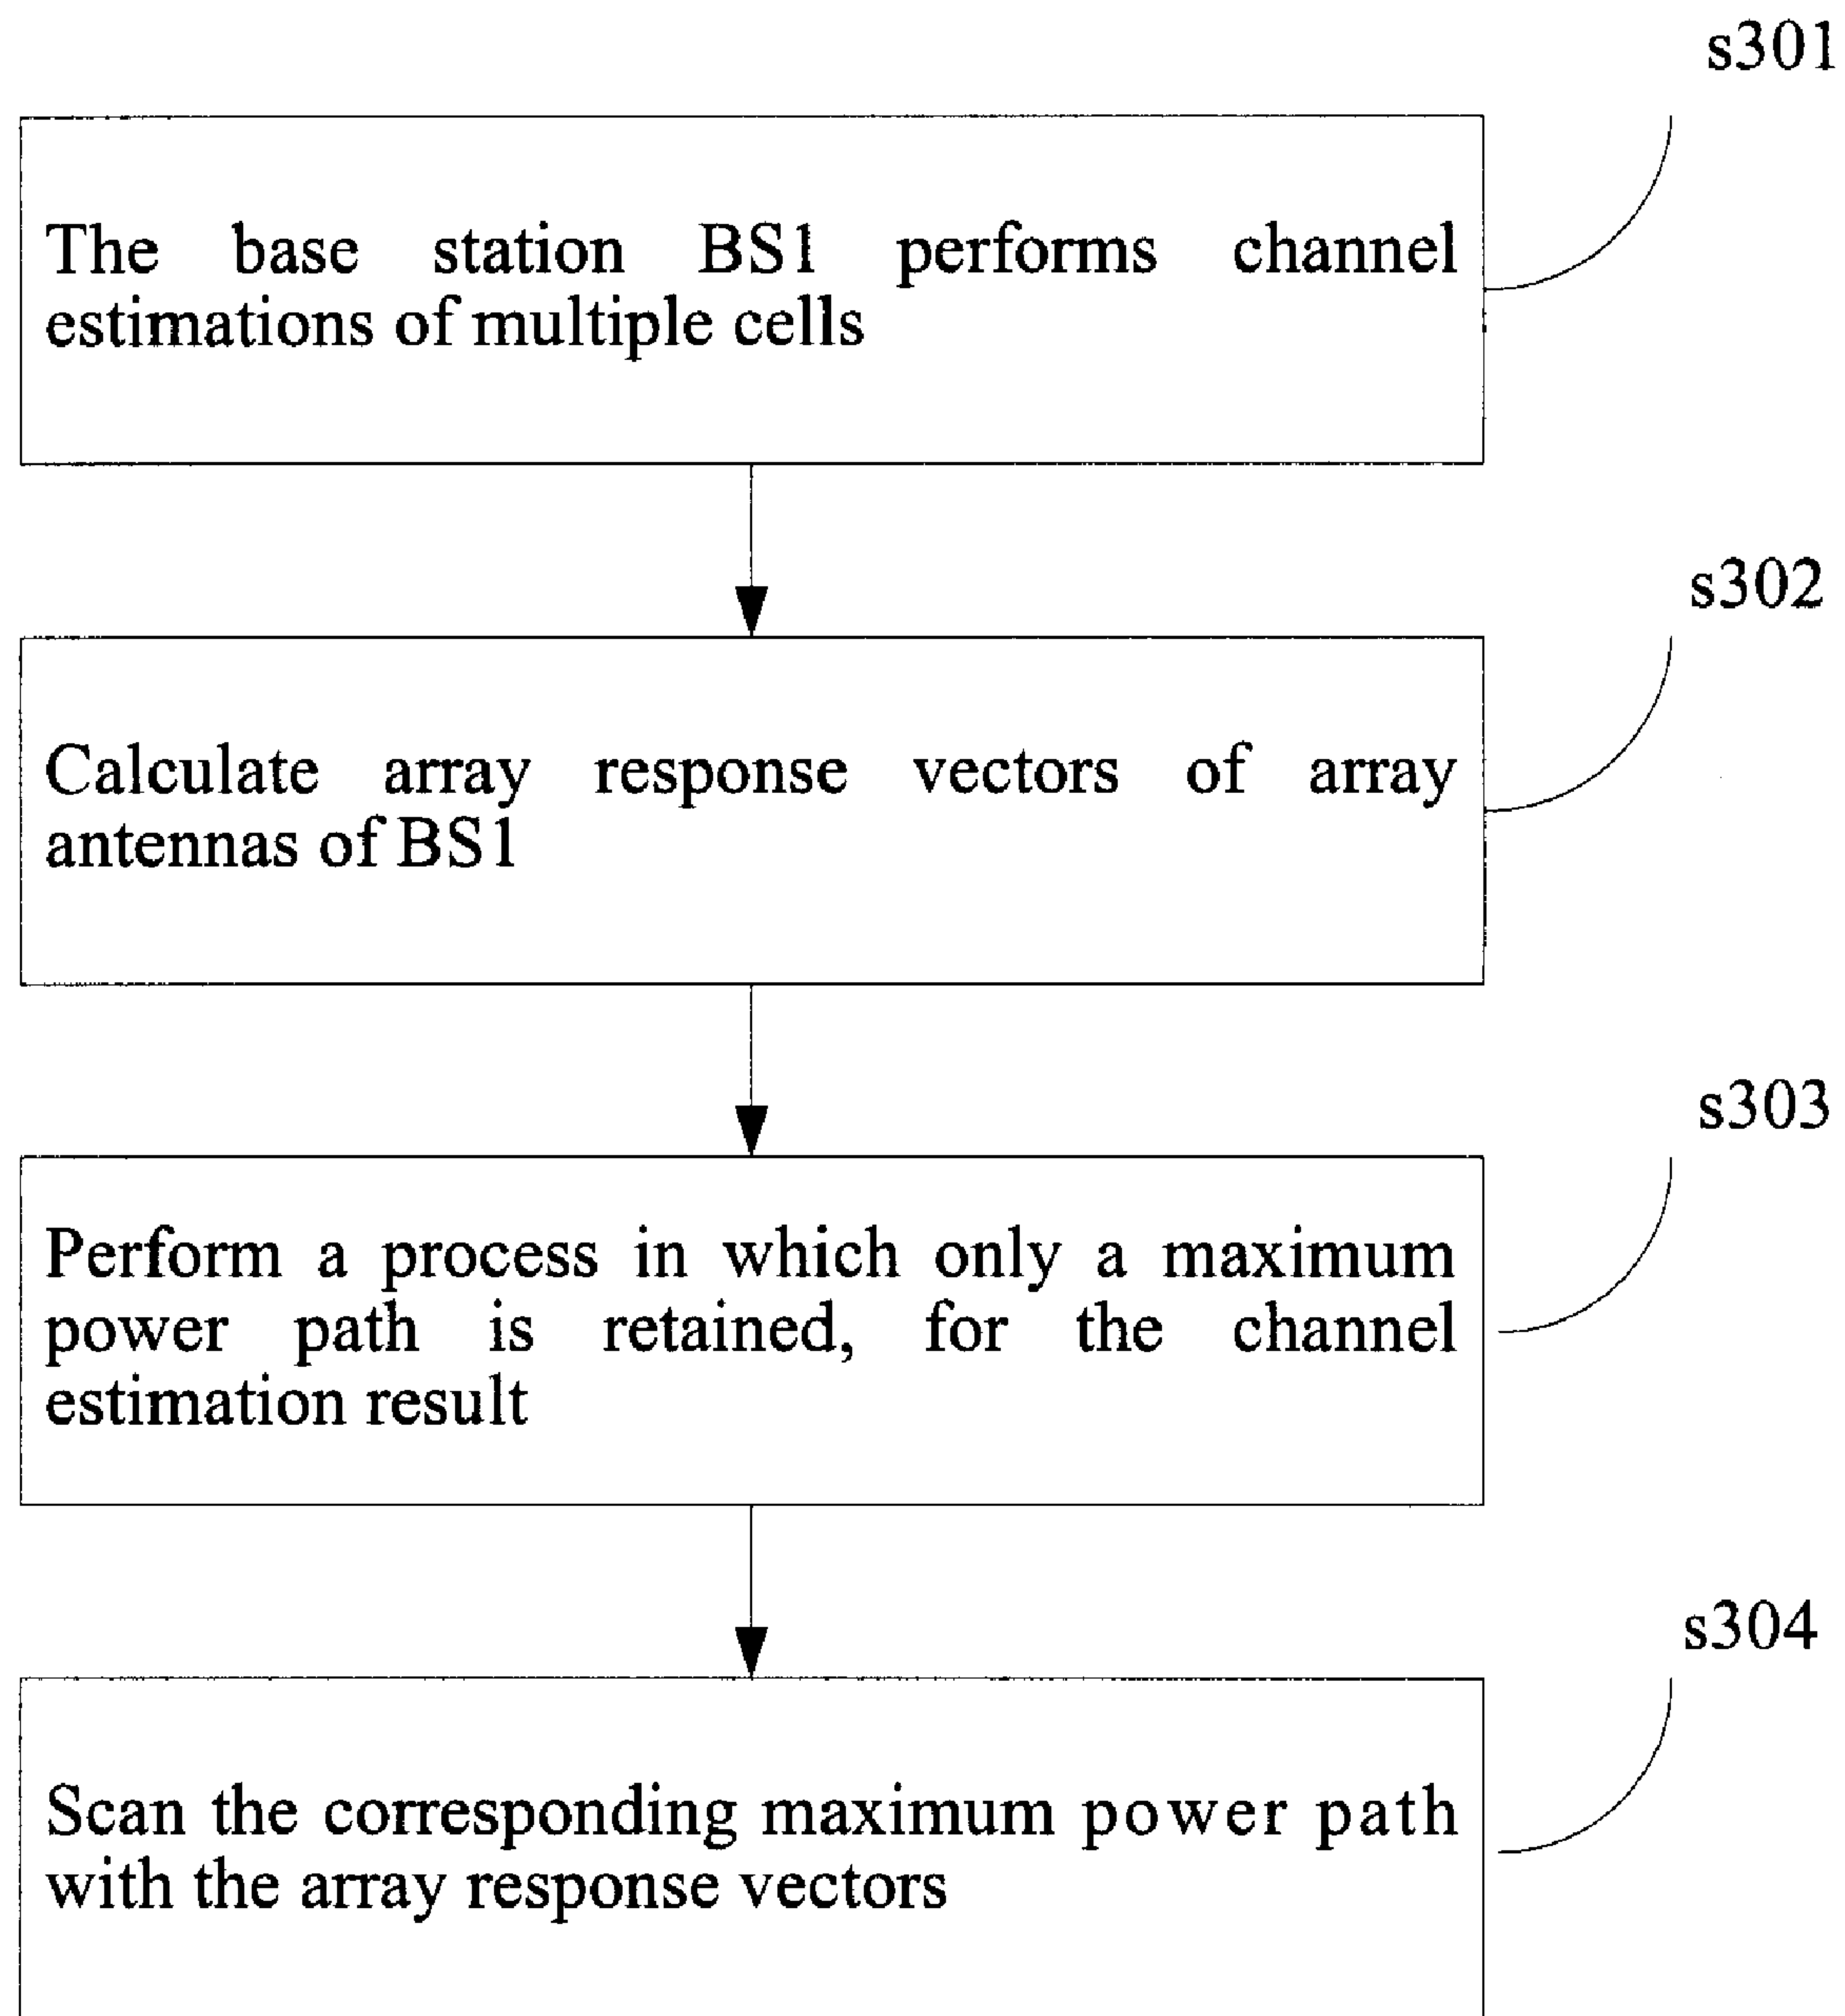 s301
The base station BS1 performs channel
estimations of multiple cells
s302
Calculate array response vectors of array
antennas of BS1
s303
Perform a process in which only a maximum
power path is retained, for the channel
estimation result
s304
Scan the corresponding maximum power path
with the array response vectors